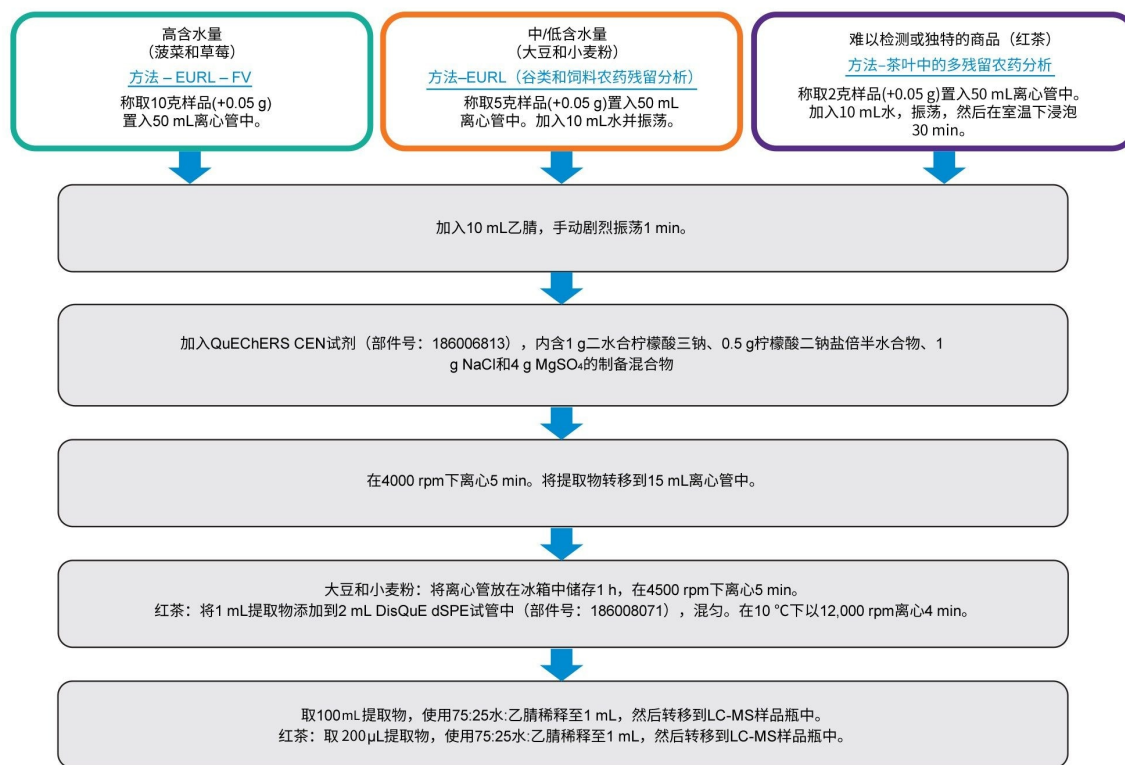 高含水量
(菠菜和草莓)
方法 – EURL – FV
称取10克样品(+0.05 g)
置入50 mL离心管中。
中/低含水量
(大豆和小麦粉)
方法–EURL（谷类和饲料农药残留分析）
称取5克样品(+0.05 g)置入50 mL
离心管中。加入10 mL水并振荡。
难以检测或独特的商品（红茶）
方法–茶叶中的多残留农药分析
称取2克样品(+0.05 g)置入50 mL离心管中。
加入10 mL水，振荡，然后在室温下浸泡
30 min。
加入10 mL乙腈，手动剧烈振荡1 min。
加入QuEChERS CEN试剂（部件号：186006813），内含1 g二水合柠檬酸三钠、0.5 g柠檬酸二钠盐倍半水合物、1
g NaCl和4 g MgSO₄的制备混合物
在4000 rpm下离心5 min。将提取物转移到15 mL离心管中。
大豆和小麦粉：将离心管放在冰箱中储存1 h，在4500 rpm下离心5 min。
红茶：将1 mL提取物添加到2 mL DisQuE dSPE试管中（部件号：186008071），混匀。在10 °C下以12,000 rpm离心4 min。
取100mL提取物，使用75:25水:乙腈稀释至1 mL，然后转移到LC-MS样品瓶中。
红茶：取 200μL提取物，使用75:25水:乙腈稀释至1 mL，然后转移到LC-MS样品瓶中。